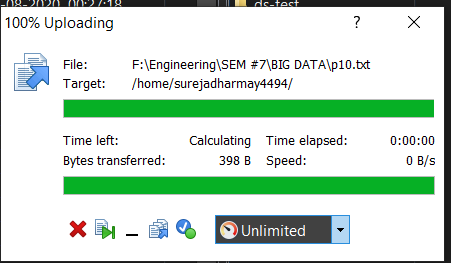 -08-2020 00:27:18 ds-test
100% Uploading ?
File: F:\Engineering\SEM #7\BIG DATA\p10.txt
Target: /home/surejadharmay4494/
Time left: Calculating Time elapsed: 0:00:00
Bytes transferred: 398 B Speed: 0 B/s
Unlimited